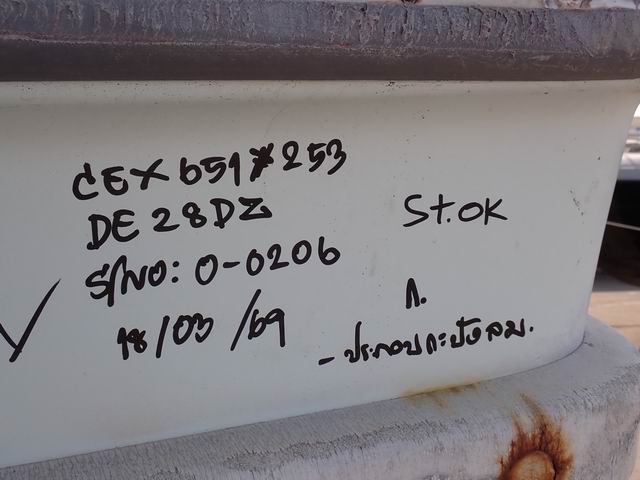 CEX 651 # 253
DE 28DZ
S/NO: 0-0206
18/03/69
St.OK
ก.
- ประกอบกะบังลม.